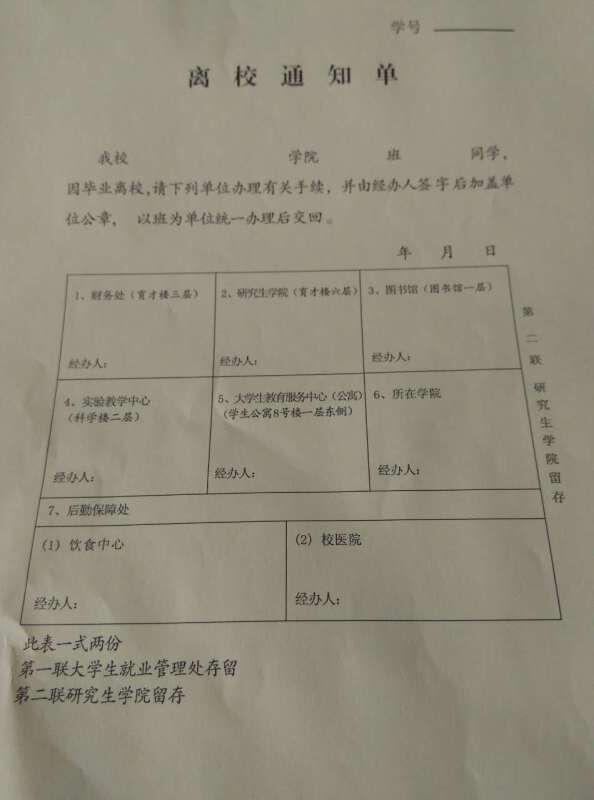 学号
离校通知单
我校 学院 班 同学，
因毕业离校，请下列单位办理有关手续，并由经办人签字后加盖单
位公章， 以班为单位统一办理后交回。
年 月 日
1、财务处（育才楼三层）
经办人：
2、研究生学院（育才楼六层）
经办人：
3、图书馆（图书馆一层）
经办人：
4、实验教学中心
（科学楼二层）
经办人：
5、大学生教育服务中心（公寓）
（学生公寓8号楼一层东侧）
经办人：
6、所在学院
经办人：
7、后勤保障处
(1) 饮食中心
经办人：
(2) 校医院
经办人：
第二联 研究生学院留存
此表一式两份
第一联大学生就业管理处存留
第二联研究生学院留存